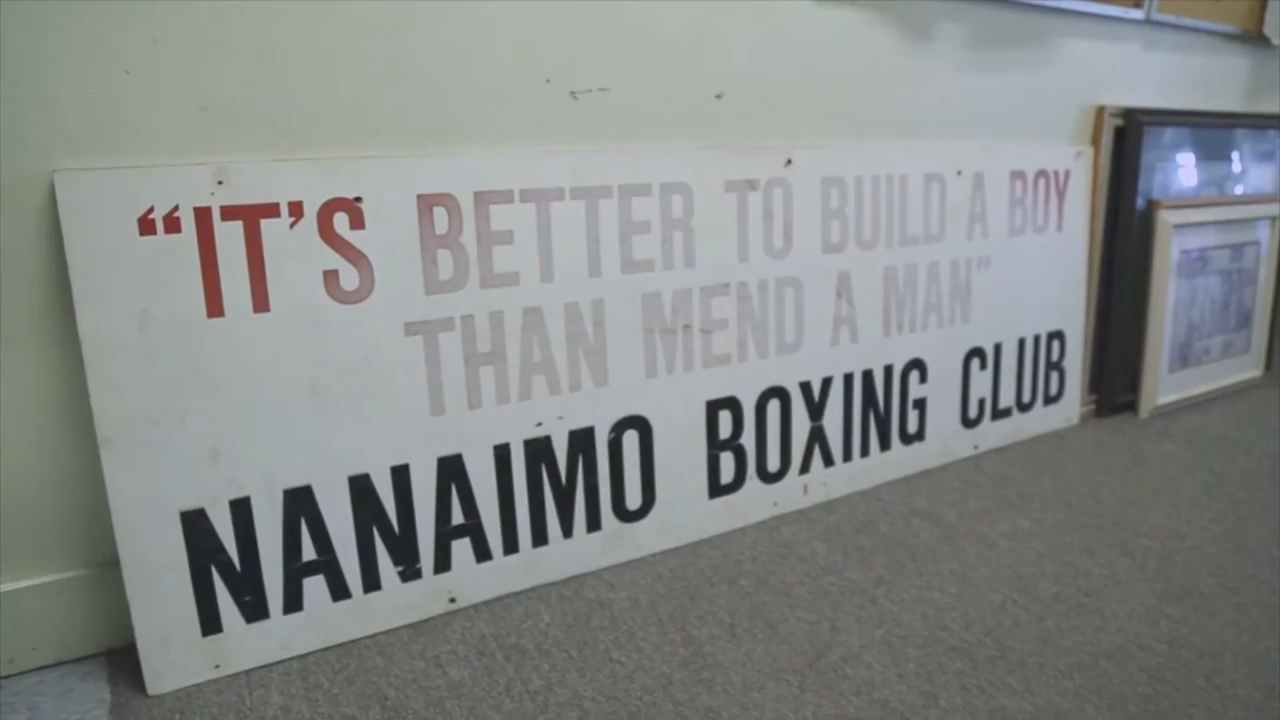 “IT’S BETTER TO BUILD A BOY
THAN MEND A MAN”
NANAIMO BOXING CLUB